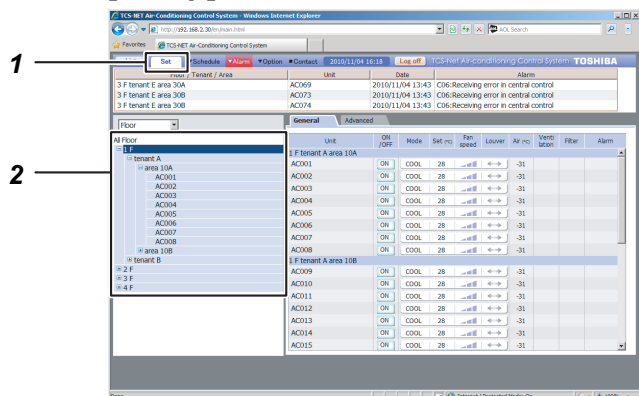 TCS-NET Air-Conditioning Control System - Windows Internet Explorer
http://192.168.2.30/en/main.html
AOL Search
Favorites TCS-NET Air-Conditioning Control System
1
Set ▼Schedule ▼Alarm ▼Option ■Contact 2010/11/04 16:18 Log off TCS-Net Air-conditioning Control System TOSHIBA
Floor / Tenant / Area Unit Date Alarm
3 F tenant E area 30A AC069 2010/11/04 13:43 C06:Receiving error in central control
3 F tenant E area 30B AC073 2010/11/04 13:43 C06:Receiving error in central control
3 F tenant E area 30B AC074 2010/11/04 13:43 C06:Receiving error in central control
Floor
General Advanced
Unit ON/OFF Mode Set (°C) Fan speed Louver Air (°C) Venti lation Filter Alarm
2
All Floor
1 F
tenant A
area 10A
AC001
AC002
AC003
AC004
AC005
AC006
AC007
AC008
area 10B
tenant B
2 F
3 F
4 F
1 F tenant A area 10A
AC001 ON COOL 28 -31
AC002 ON COOL 28 -31
AC003 ON COOL 28 -31
AC004 ON COOL 28 -31
AC005 ON COOL 28 -31
AC006 ON COOL 28 -31
AC007 ON COOL 28 -31
AC008 ON COOL 28 -31
1 F tenant A area 10B
AC009 ON COOL 28 -31
AC010 ON COOL 28 -31
AC011 ON COOL 28 -31
AC012 ON COOL 28 -31
AC013 ON COOL 28 -31
AC014 ON COOL 28 -31
AC015 ON COOL 28 -31